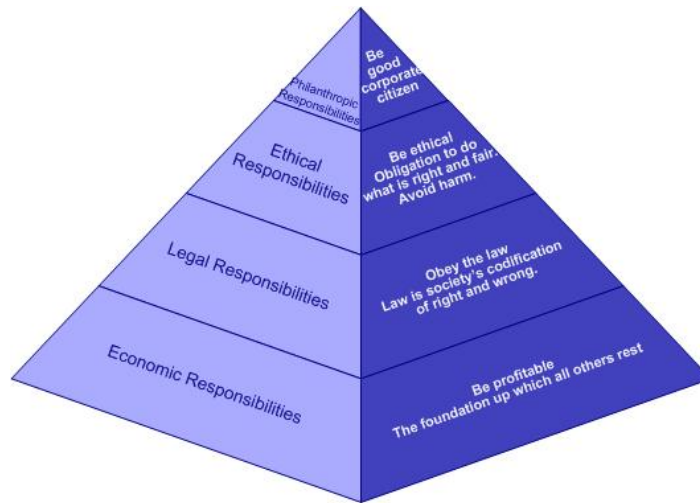 Philanthropic
Responsibilities
Be
good
corporate
citizen
Ethical
Responsibilities
Be ethical
Obligation to do
what is right and fair.
Avoid harm.
Legal Responsibilities
Obey the law
Law is society's codification
of right and wrong.
Economic Responsibilities
Be profitable
The foundation up which all others rest